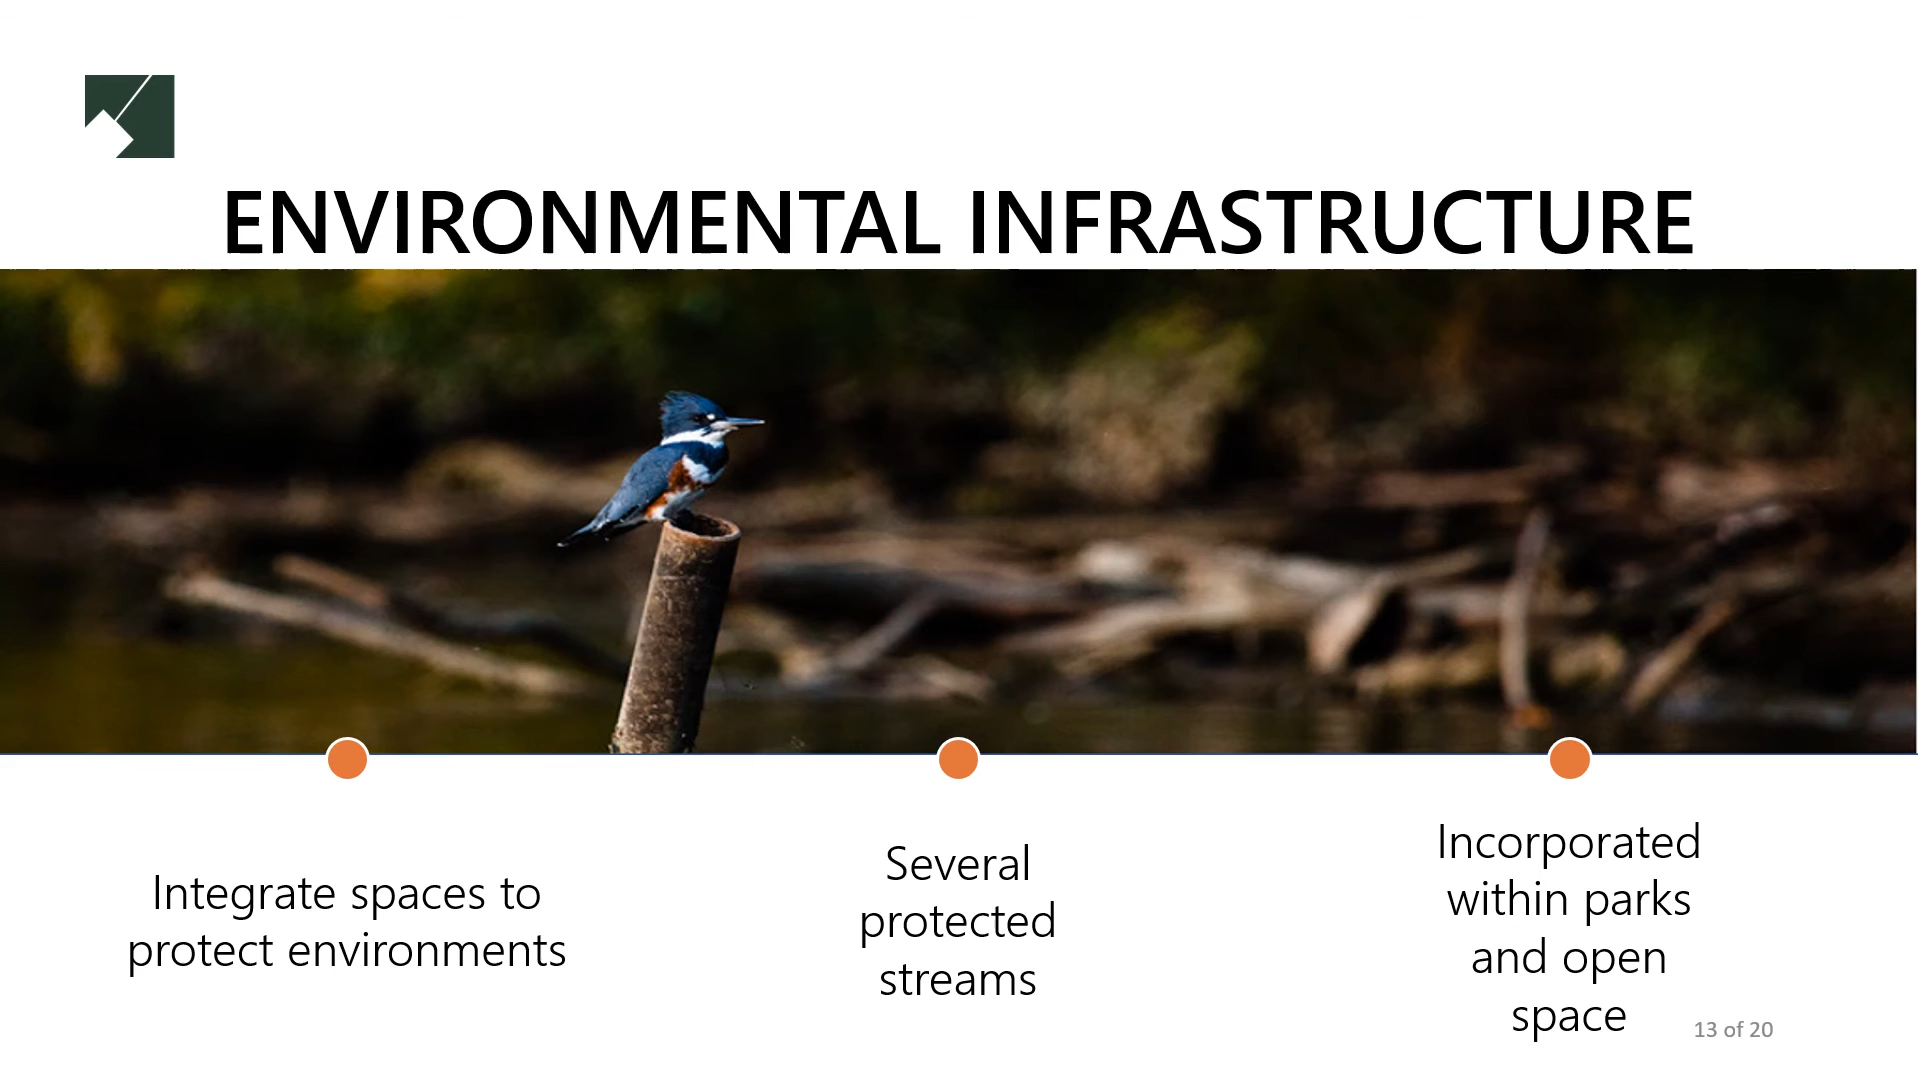 ENVIRONMENTAL INFRASTRUCTURE
Integrate spaces to
protect environments
Several
protected
streams
Incorporated
within parks
and open
space
13 of 20